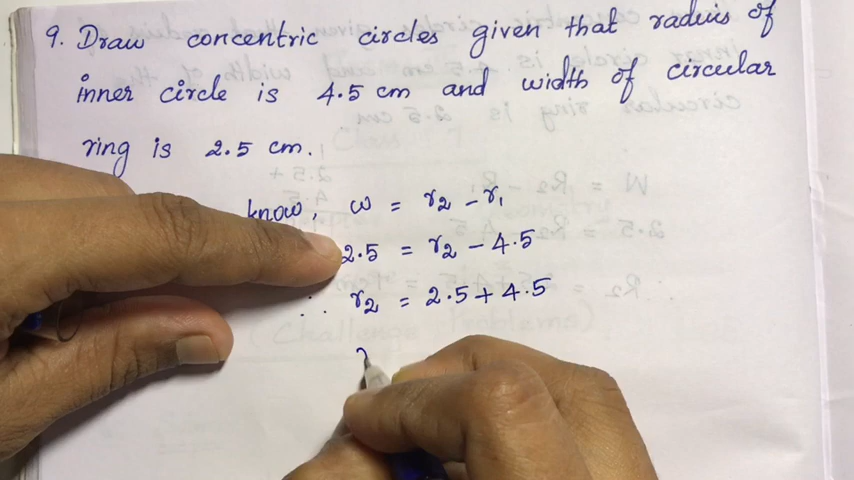 9. Draw concentric circles given that radius of
inner circle is 4.5 cm and width of circular
ring is 2.5 cm.
know, w = r₂ - r₁
2.5 = r₂ - 4.5
∴ r₂ = 2.5 + 4.5